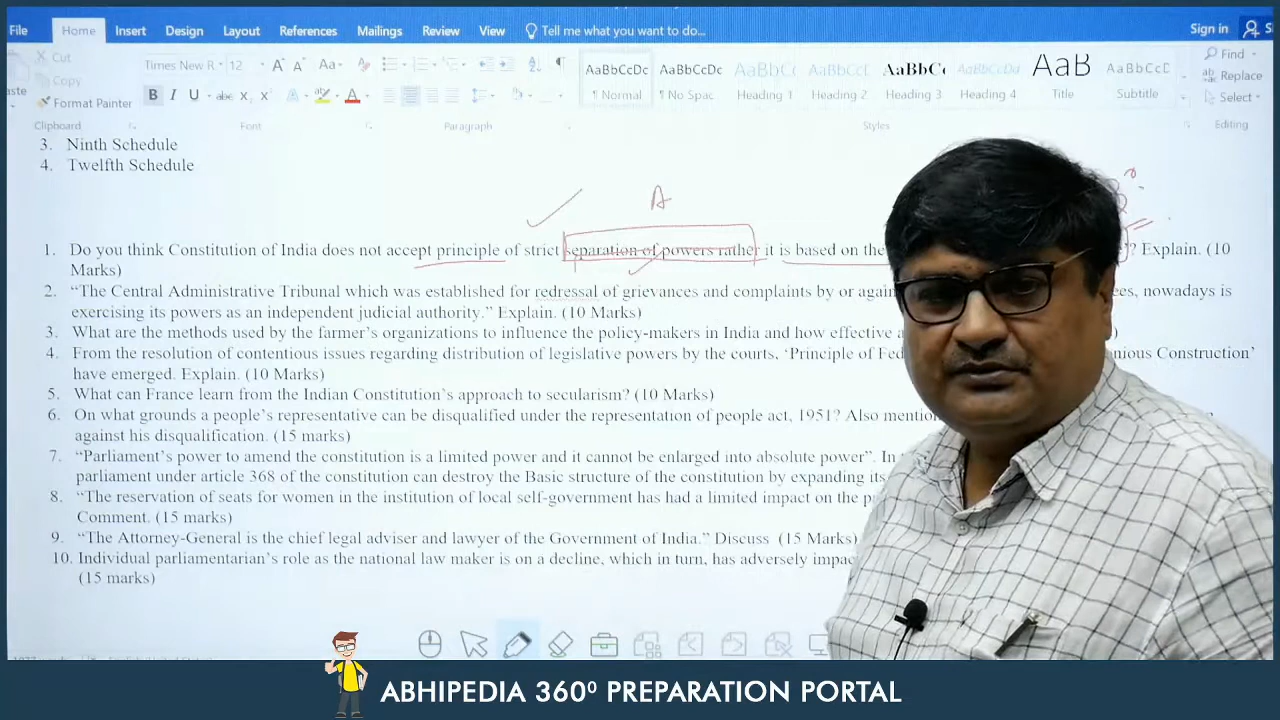 File Home Insert Design Layout References Mailings Review View Tell me what you want to do... Sign in
Cut
Copy
Format Painter
Times New R 12
AaBbCcDc AaBbCcDc AaBbCc AaBbCcD AaBbCc AaBbCcDd AaB AaBbCcD
¶ Normal ¶ No Spac Heading 1 Heading 2 Heading 3 Heading 4 Title Subtitle
Find
Replace
Select
Clipboard Font Paragraph Styles Editing
3. Ninth Schedule
4. Twelfth Schedule
A
1. Do you think Constitution of India does not accept principle of strict separation of powers rather it is based on the ? Explain. (10
Marks)
2. “The Central Administrative Tribunal which was established for redressal of grievances and complaints by or nowadays is
exercising its powers as an independent judicial authority.” Explain. (10 Marks)
3. What are the methods used by the farmer’s organizations to influence the policy-makers in India and how effective
4. From the resolution of contentious issues regarding distribution of legislative powers by the courts, ‘Principle of Construction’
have emerged. Explain. (10 Marks)
5. What can France learn from the Indian Constitution’s approach to secularism? (10 Marks)
6. On what grounds a people’s representative can be disqualified under the representation of people act, 1951? Also
against his disqualification. (15 marks)
7. “Parliament’s power to amend the constitution is a limited power and it cannot be enlarged into absolute power”. In
parliament under article 368 of the constitution can destroy the Basic structure of the constitution by expanding its
8. “The reservation of seats for women in the institution of local self-government has had a limited impact on the
Comment. (15 marks)
9. “The Attorney-General is the chief legal adviser and lawyer of the Government of India.” Discuss (15 Marks)
10. Individual parliamentarian’s role as the national law maker is on a decline, which in turn, has adversely
(15 marks)
ABHIPEDIA 360⁰ PREPARATION PORTAL